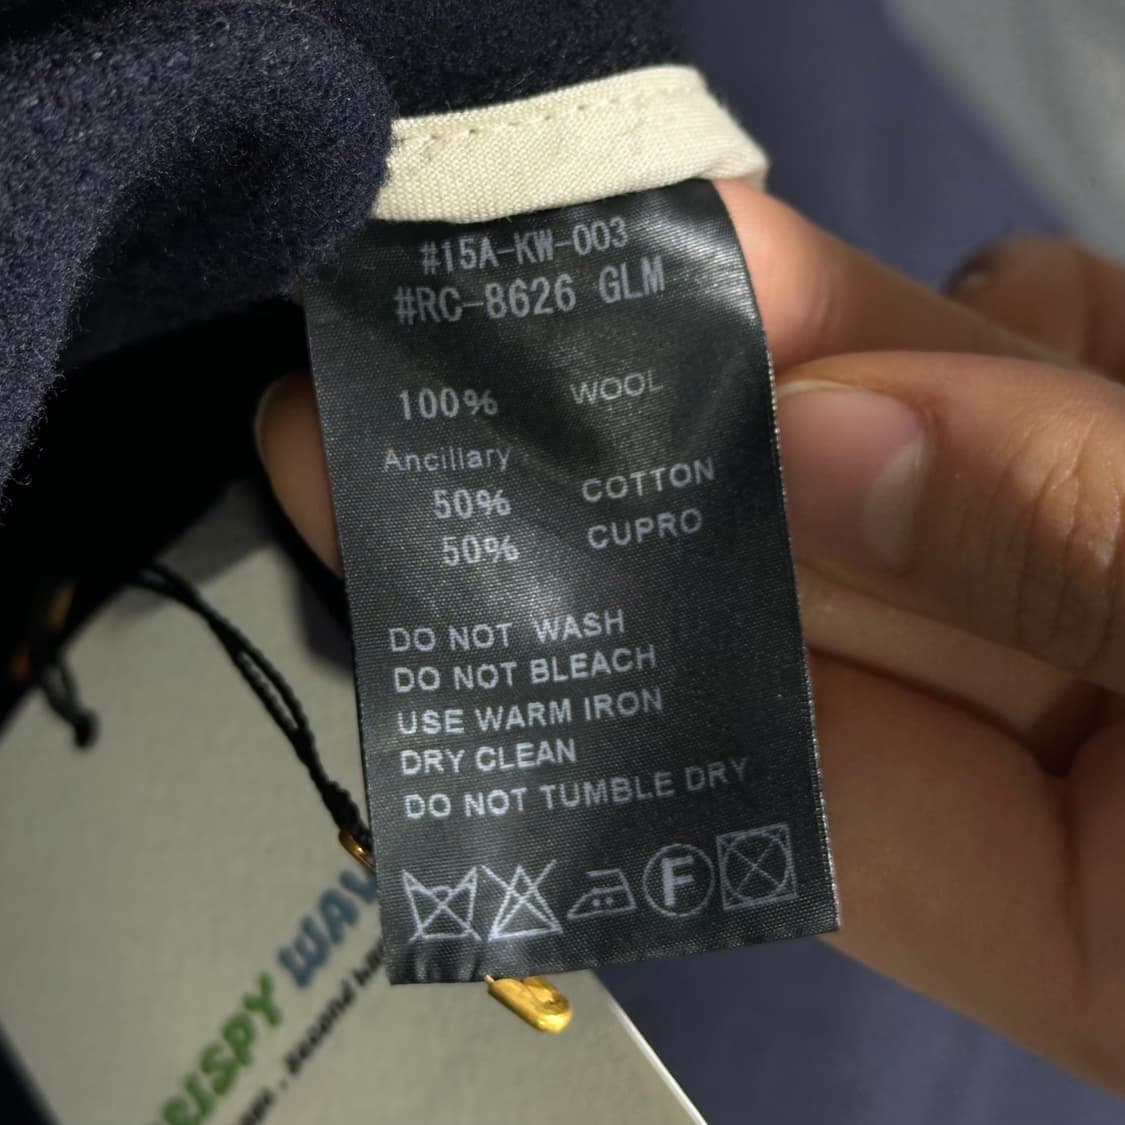 #15A-KW-003
#RC-8626 GLM
100% WOOL
Ancillary
50% COTTON
50% CUPRO
DO NOT WASH
DO NOT BLEACH
USE WARM IRON
DRY CLEAN
DO NOT TUMBLE DRY
F
Second